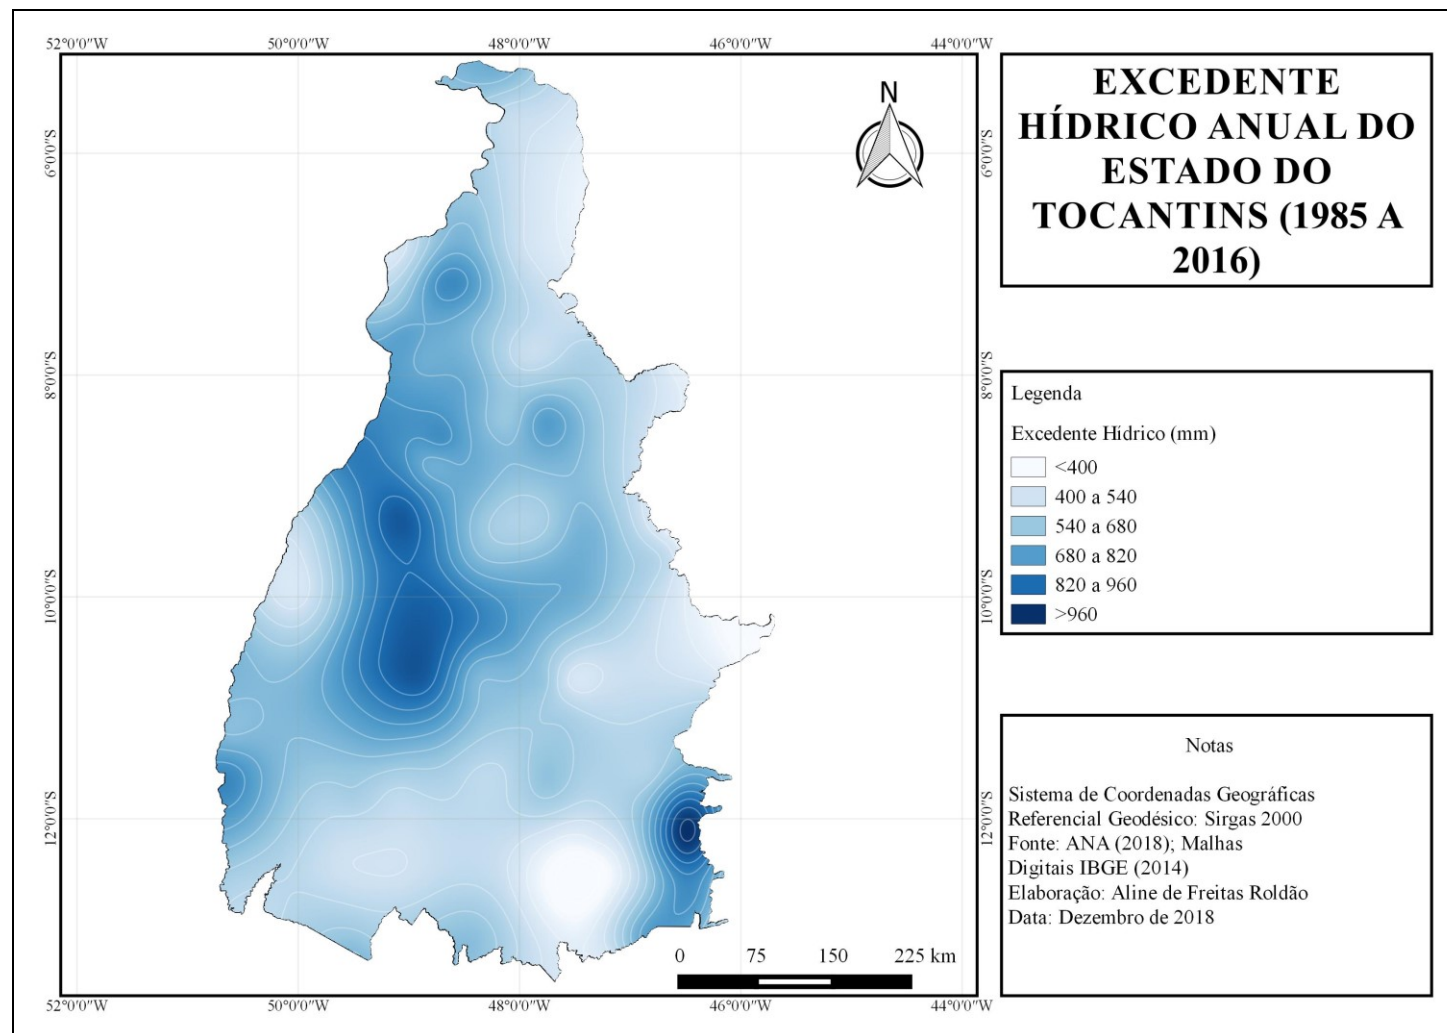 52°0'0"W 50°0'0"W 48°0'0"W 46°0'0"W 44°0'0"W
6°0'0"S
8°0'0"S
10°0'0"S
12°0'0"S
N
6°0'0"S
8°0'0"S
10°0'0"S
12°0'0"S
0 75 150 225 km
52°0'0"W 50°0'0"W 48°0'0"W 46°0'0"W 44°0'0"W
EXCEDENTE
HÍDRICO ANUAL DO
ESTADO DO
TOCANTINS (1985 A
2016)
Legenda
Excedente Hídrico (mm)
<400
400 a 540
540 a 680
680 a 820
820 a 960
>960
Notas
Sistema de Coordenadas Geográficas
Referencial Geodésico: Sirgas 2000
Fonte: ANA (2018); Malhas
Digitais IBGE (2014)
Elaboração: Aline de Freitas Roldão
Data: Dezembro de 2018